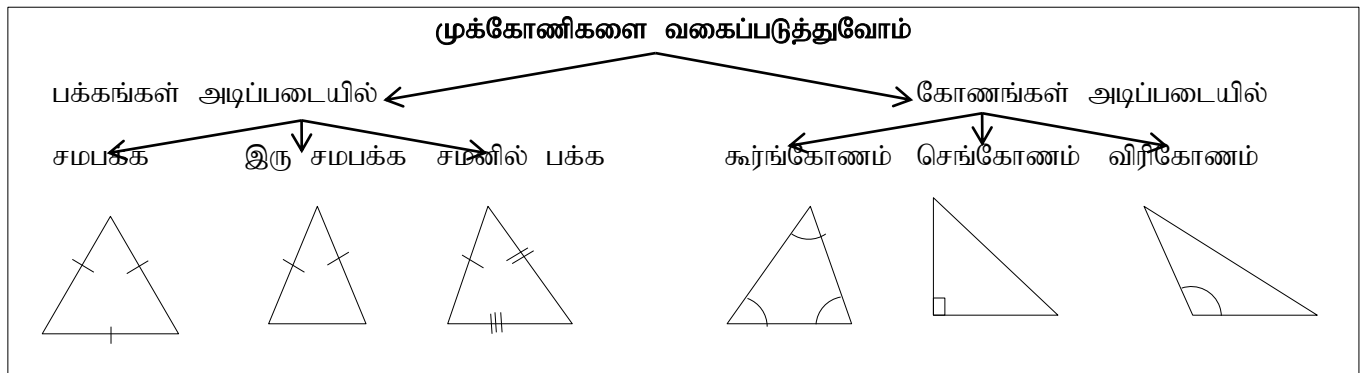 முக்கோணிகளை வகைப்படுத்துவோம்
பக்கங்கள் அடிப்படையில் கோணங்கள் அடிப்படையில்
சமபக்க இரு சமபக்க சமனில் பக்க கூர்ங்கோணம் செங்கோணம் விரிகோணம்